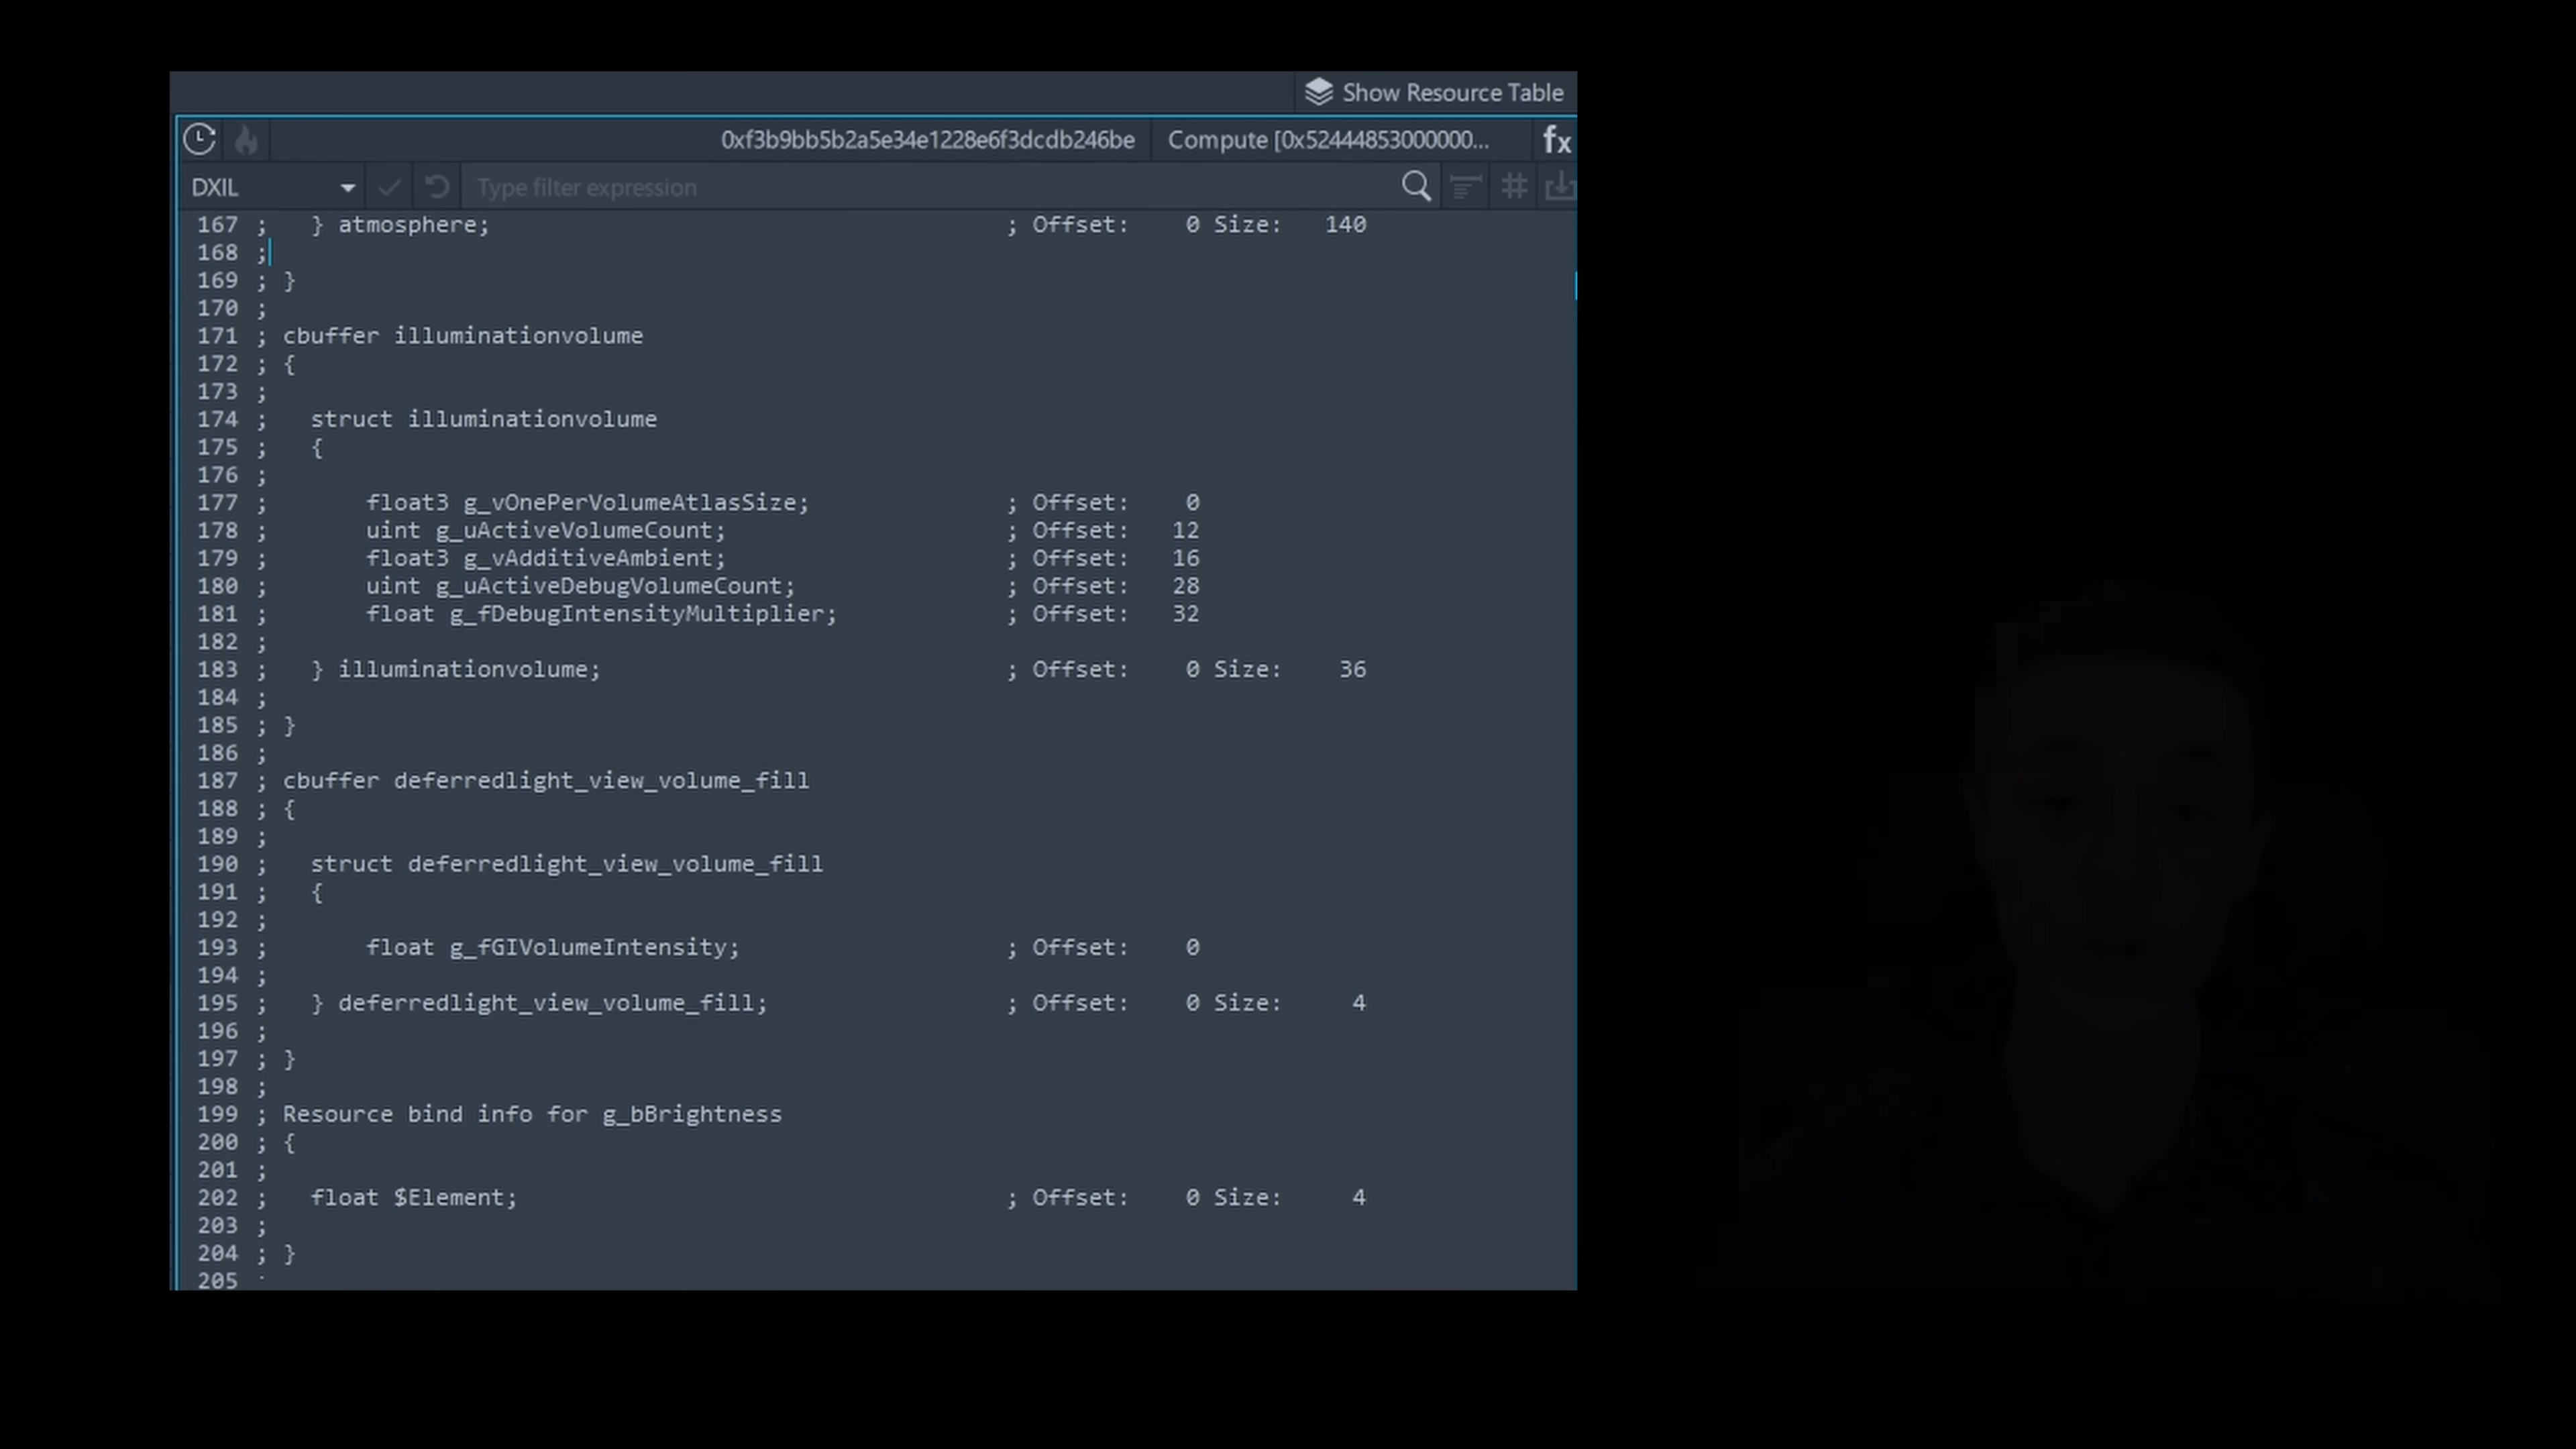 Show Resource Table
0xf3b9bb5b2a5e34e1228e6f3dcdb246be Compute [0x52444853000000... fx
DXIL Type filter expression
167 ;   } atmosphere; ; Offset: 0 Size: 140
168 ;
169 ; }
170 ;
171 ; cbuffer illuminationvolume
172 ; {
173 ;
174 ;   struct illuminationvolume
175 ;   {
176 ;
177 ;       float3 g_vOnePerVolumeAtlasSize; ; Offset: 0
178 ;       uint g_uActiveVolumeCount; ; Offset: 12
179 ;       float3 g_vAdditiveAmbient; ; Offset: 16
180 ;       uint g_uActiveDebugVolumeCount; ; Offset: 28
181 ;       float g_fDebugIntensityMultiplier; ; Offset: 32
182 ;
183 ;   } illuminationvolume; ; Offset: 0 Size: 36
184 ;
185 ; }
186 ;
187 ; cbuffer deferredlight_view_volume_fill
188 ; {
189 ;
190 ;   struct deferredlight_view_volume_fill
191 ;   {
192 ;
193 ;       float g_fGIVolumeIntensity; ; Offset: 0
194 ;
195 ;   } deferredlight_view_volume_fill; ; Offset: 0 Size: 4
196 ;
197 ; }
198 ;
199 ; Resource bind info for g_bBrightness
200 ; {
201 ;
202 ;   float $Element; ; Offset: 0 Size: 4
203 ;
204 ; }
205